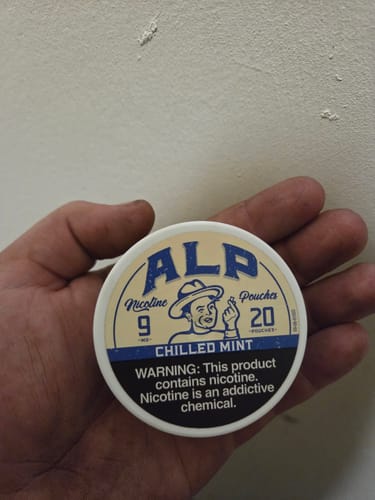 ALP
Nicotine Pouches
9 20
-MG- -POUCHES-
CHILLED MINT
WARNING: This product
contains nicotine.
Nicotine is an addictive
chemical.